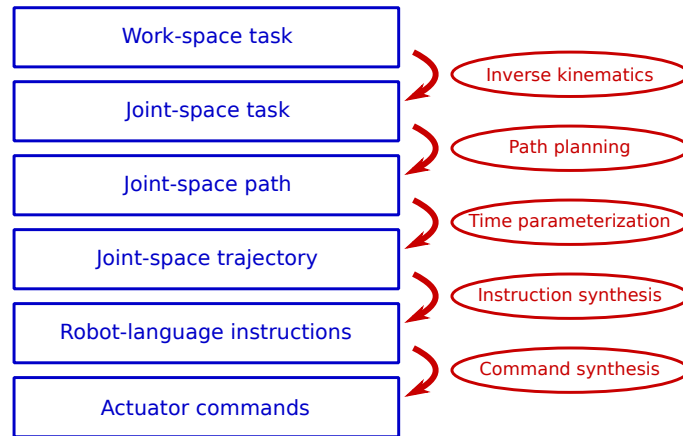 Work-space task
Inverse kinematics
Joint-space task
Path planning
Joint-space path
Time parameterization
Joint-space trajectory
Instruction synthesis
Robot-language instructions
Command synthesis
Actuator commands